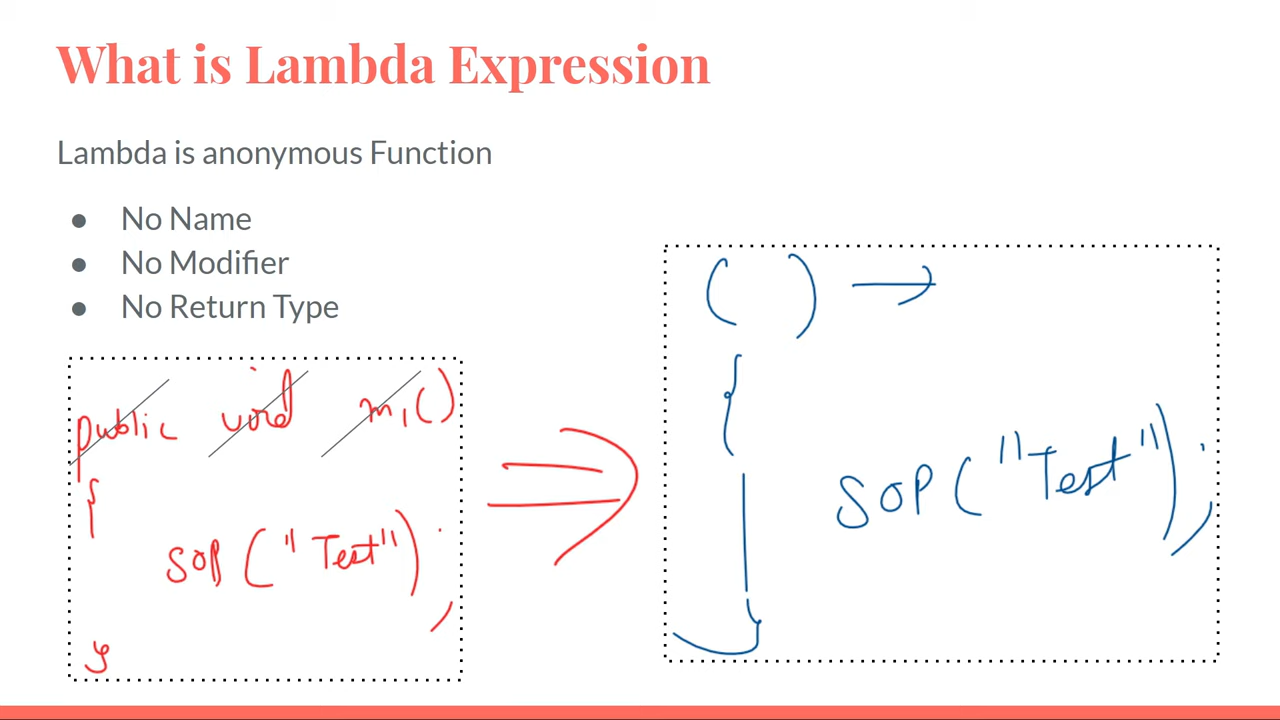 What is Lambda Expression
Lambda is anonymous Function
● No Name
● No Modifier
● No Return Type
public void m1()
{
SOP("Test");
}
( ) →
{
SOP("Test");
}